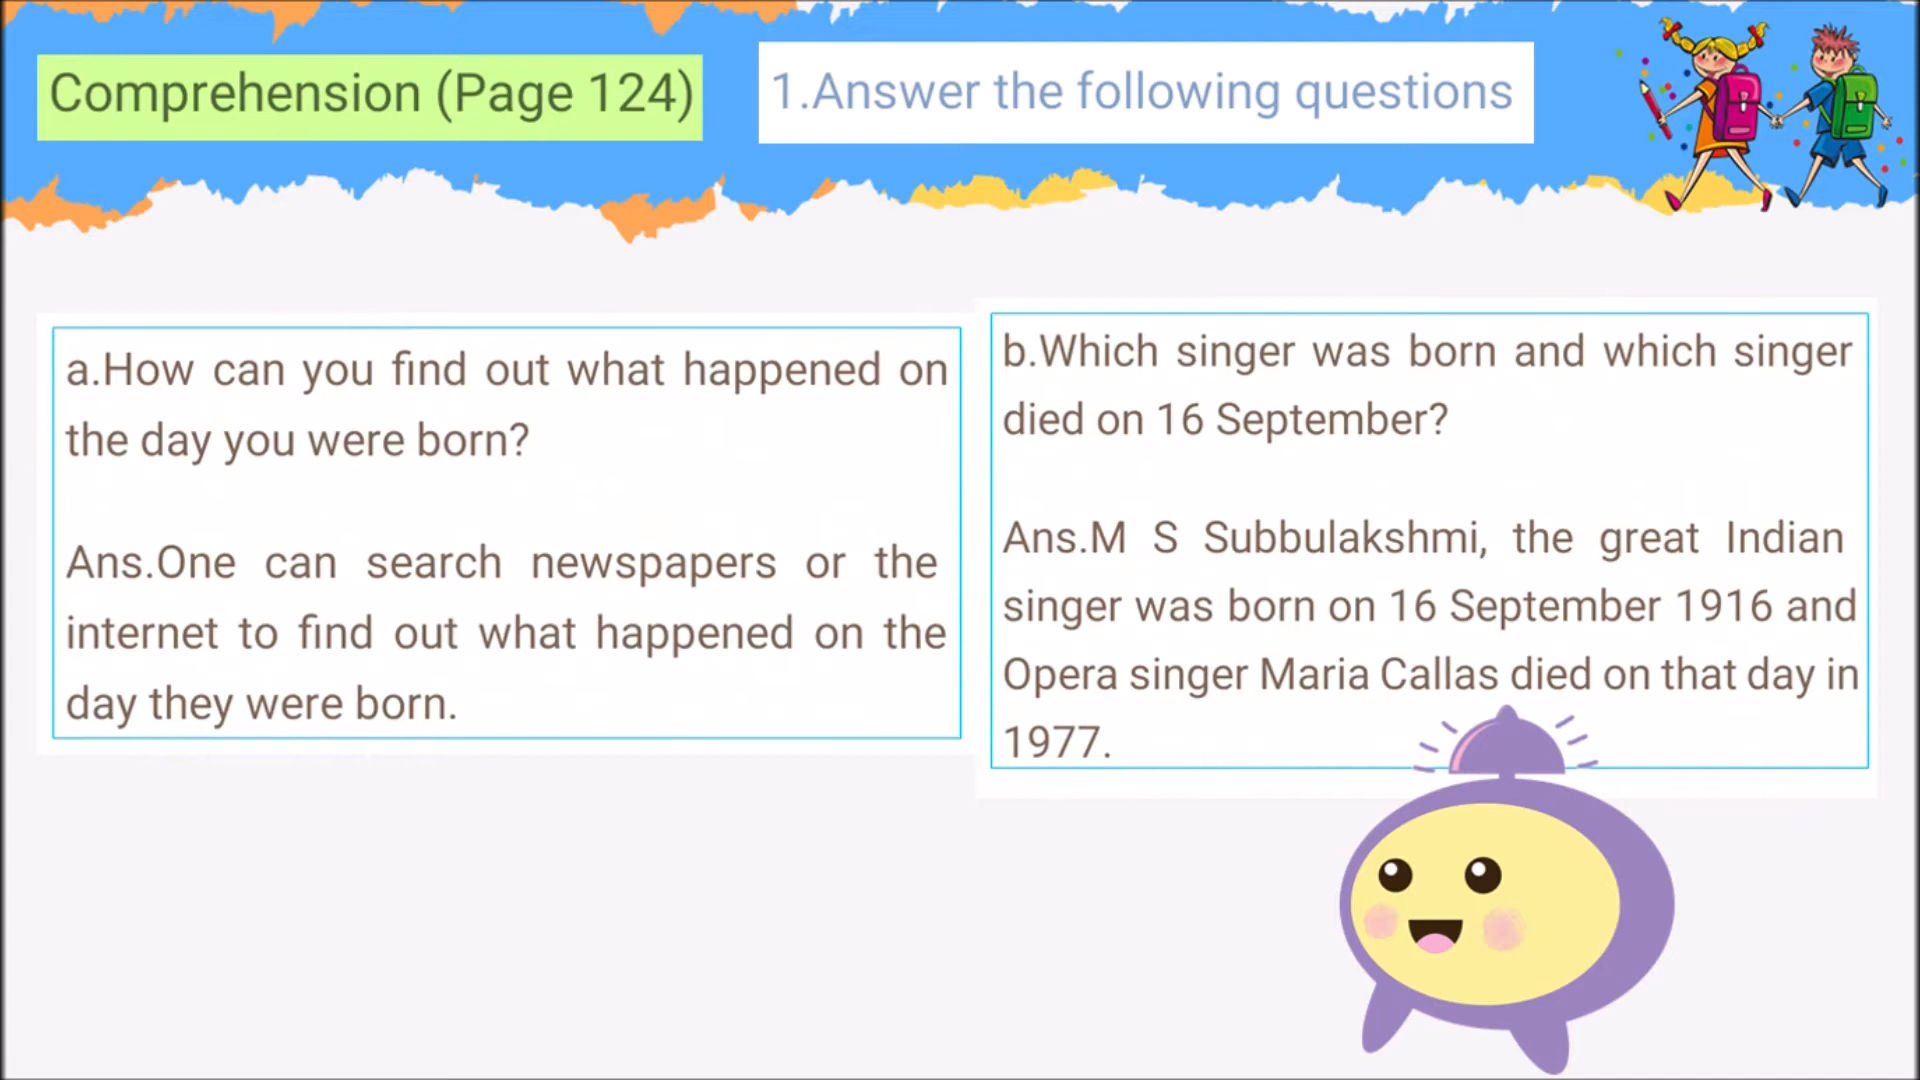 Comprehension (Page 124)
1.Answer the following questions
a.How can you find out what happened on
the day you were born?
Ans.One can search newspapers or the
internet to find out what happened on the
day they were born.
b.Which singer was born and which singer
died on 16 September?
Ans.M S Subbulakshmi, the great Indian
singer was born on 16 September 1916 and
Opera singer Maria Callas died on that day in
1977.